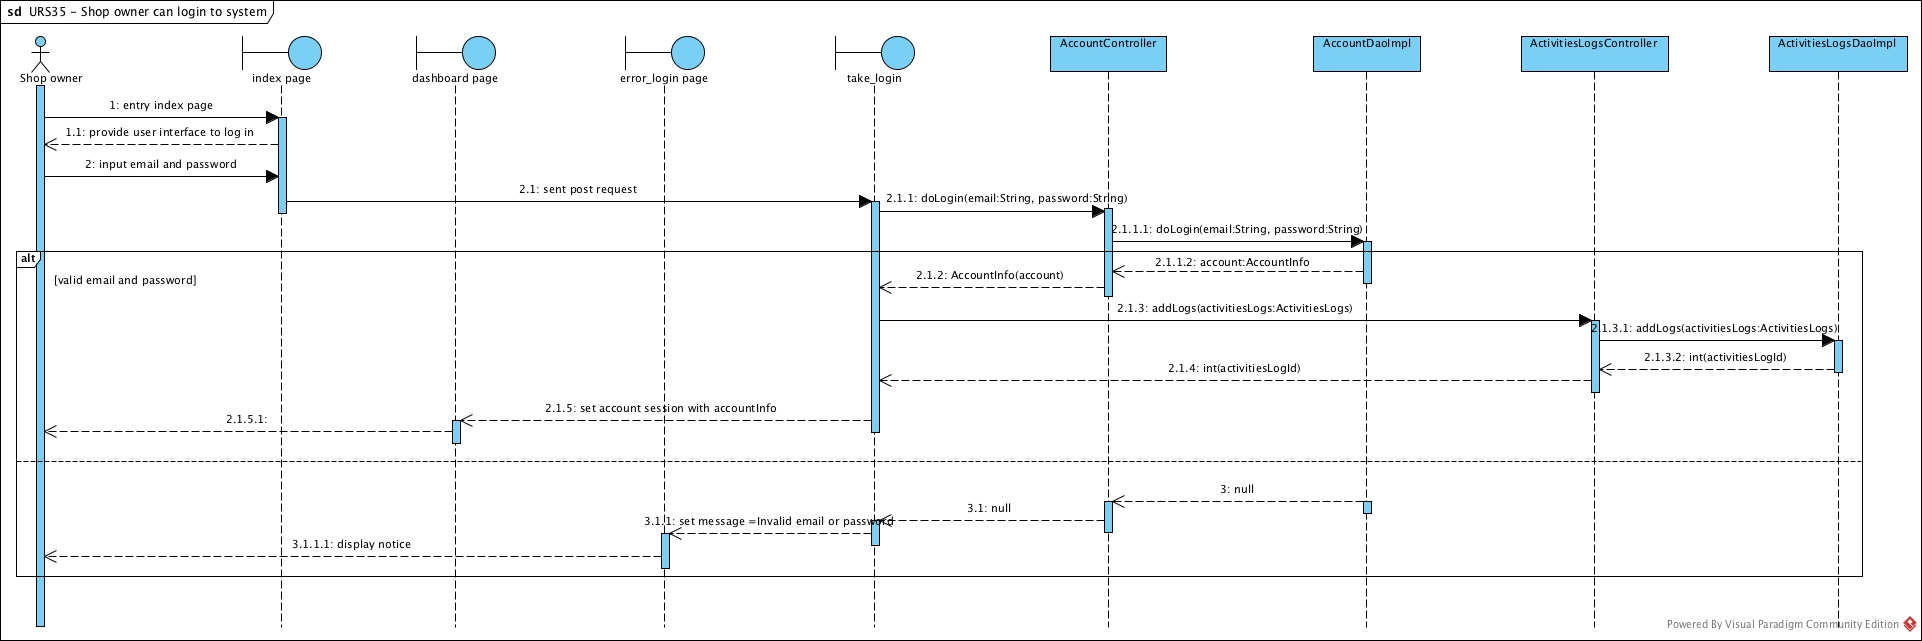 sd URS35 - Shop owner can login to system
Shop owner
index page
dashboard page
error_login page
take_login
AccountController
AccountDaoImpl
ActivitiesLogsController
ActivitiesLogsDaoImpl
1: entry index page
1.1: provide user interface to log in
2: input email and password
2.1: sent post request
2.1.1: doLogin(email:String, password:String)
2.1.1.1: doLogin(email:String, password:String)
alt
[valid email and password]
2.1.1.2: account:AccountInfo
2.1.2: AccountInfo(account)
2.1.3: addLogs(activitiesLogs:ActivitiesLogs)
2.1.3.1: addLogs(activitiesLogs:ActivitiesLogs)
2.1.3.2: int(activitiesLogId)
2.1.4: int(activitiesLogId)
2.1.5: set account session with accountInfo
2.1.5.1:
3: null
3.1: null
3.1.1: set message =Invalid email or password
3.1.1.1: display notice
Powered By Visual Paradigm Community Edition